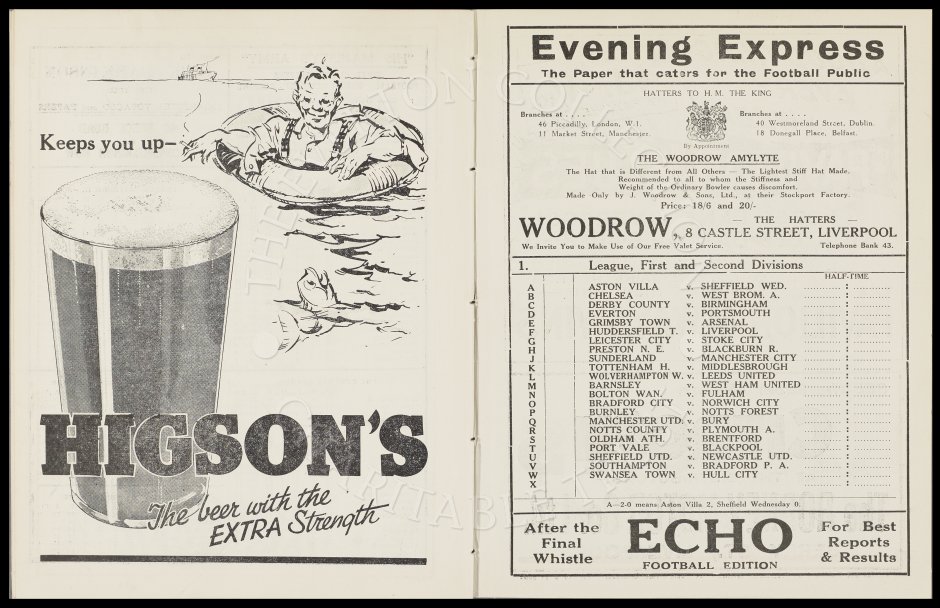 Keeps you up—
HIGSON'S
The beer with the
EXTRA Strength
Evening Express
The Paper that caters for the Football Public
HATTERS TO H. M. THE KING
Branches at . . . .
46 Piccadilly, London, W.1.
11 Market Street, Manchester.
Branches at . . . .
40 Westmoreland Street, Dublin.
18 Donegall Place, Belfast.
By Appointment
THE WOODROW AMYLYTE
The Hat that is Different from All Others — The Lightest Stiff Hat Made.
Recommended to all to whom the Stiffness and
Weight of the Ordinary Bowler causes discomfort.
Made Only by J. Woodrow & Sons, Ltd., at their Stockport Factory.
Price: 18/6 and 20/-
WOODROW, — THE HATTERS —
8 CASTLE STREET, LIVERPOOL
We Invite You to Make Use of Our Free Valet Service. Telephone Bank 43.
1. League, First and Second Divisions
HALF-TIME
A ASTON VILLA v. SHEFFIELD WED.
B CHELSEA v. WEST BROM. A.
C DERBY COUNTY v. BIRMINGHAM
D EVERTON v. PORTSMOUTH
E GRIMSBY TOWN v. ARSENAL
F HUDDERSFIELD T. v. LIVERPOOL
G LEICESTER CITY v. STOKE CITY
H PRESTON N. E. v. BLACKBURN R.
J SUNDERLAND v. MANCHESTER CITY
K TOTTENHAM H. v. MIDDLESBROUGH
L WOLVERHAMPTON W. v. LEEDS UNITED
M BARNSLEY v. WEST HAM UNITED
N BOLTON WAN. v. FULHAM
O BRADFORD CITY v. NORWICH CITY
P BURNLEY v. NOTTS FOREST
Q MANCHESTER UTD. v. BURY
R NOTTS COUNTY v. PLYMOUTH A.
S OLDHAM ATH. v. BRENTFORD
T PORT VALE v. BLACKPOOL
U SHEFFIELD UTD. v. NEWCASTLE UTD.
V SOUTHAMPTON v. BRADFORD P. A.
W SWANSEA TOWN v. HULL CITY
X
A—2-0 means Aston Villa 2, Sheffield Wednesday 0.
After the
Final
Whistle
ECHO
FOOTBALL EDITION
For Best
Reports
& Results